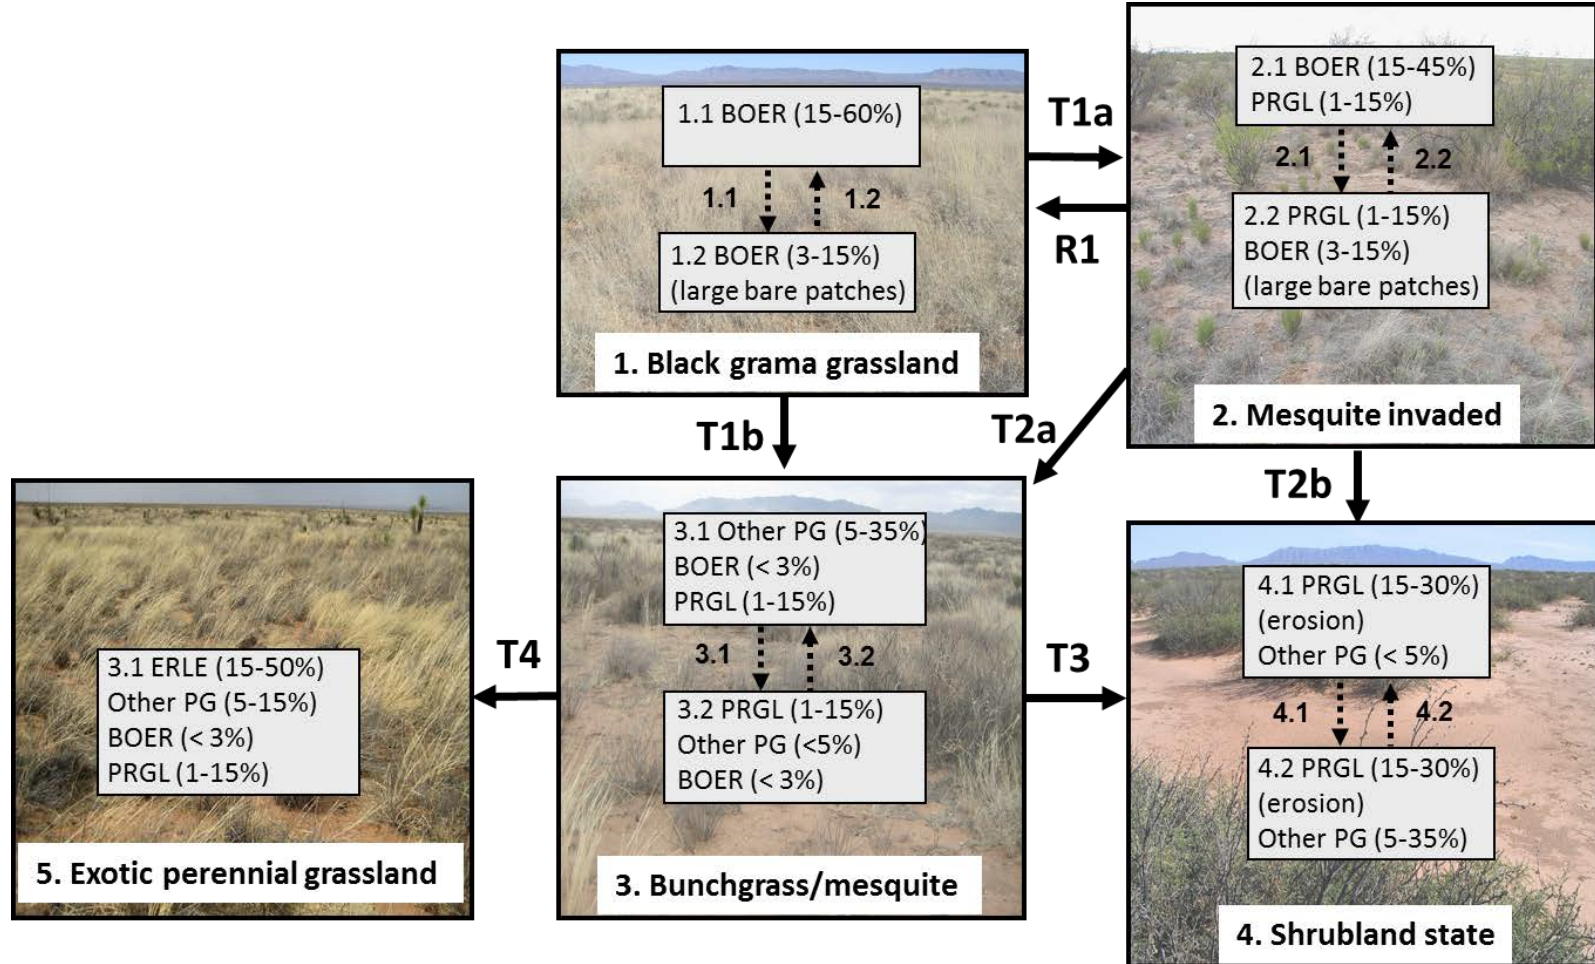 1.1 BOER (15-60%)
1.1
1.2
1.2 BOER (3-15%)
(large bare patches)
1. Black grama grassland
T1a
R1
2.1 BOER (15-45%)
PRGL (1-15%)
2.1
2.2
2.2 PRGL (1-15%)
BOER (3-15%)
(large bare patches)
2. Mesquite invaded
T1b
T2a
T2b
3.1 ERLE (15-50%)
Other PG (5-15%)
BOER (< 3%)
PRGL (1-15%)
5. Exotic perennial grassland
T4
3.1 Other PG (5-35%)
BOER (< 3%)
PRGL (1-15%)
3.1
3.2
3.2 PRGL (1-15%)
Other PG (<5%)
BOER (< 3%)
3. Bunchgrass/mesquite
T3
4.1 PRGL (15-30%)
(erosion)
Other PG (< 5%)
4.1
4.2
4.2 PRGL (15-30%)
(erosion)
Other PG (5-35%)
4. Shrubland state